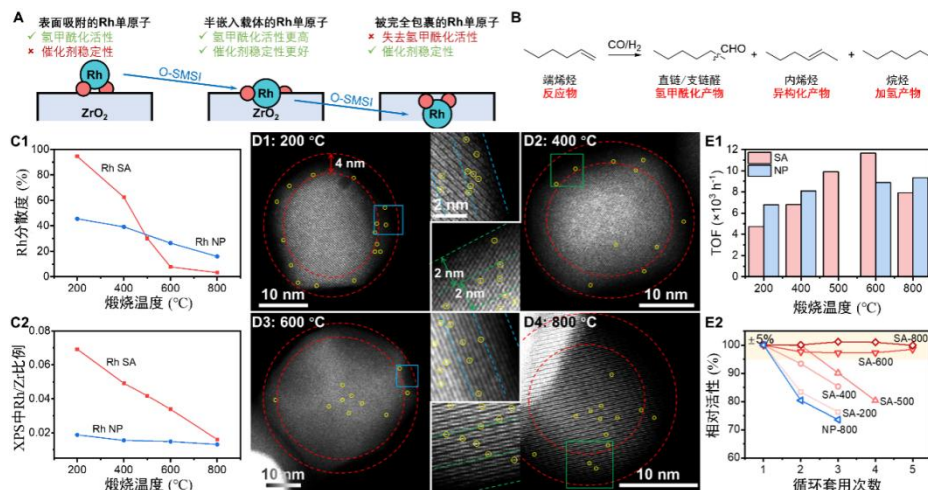 A
表面吸附的Rh单原子
✓ 氢甲酰化活性
× 催化剂稳定性
半嵌入载体的Rh单原子
✓ 氢甲酰化活性更高
✓ 催化剂稳定性更好
被完全包裹的Rh单原子
× 失去氢甲酰化活性
✓ 催化剂稳定性
Rh
O-SMSI
Rh
O-SMSI
Rh
ZrO₂
B
CO/H₂
CHO
+
+
端烯烃
反应物
直链/支链醛
氢甲酰化产物
内烯烃
异构化产物
烷烃
加氢产物
C1
Rh分散度 (%)
100
80
60
40
20
0
Rh SA
Rh NP
200 400 600 800
煅烧温度 (℃)
C2
XPS中Rh/Zr比例
0.08
0.06
0.04
0.02
Rh SA
Rh NP
200 400 600 800
煅烧温度 (℃)
D1: 200 °C
4 nm
10 nm
2 nm
D2: 400 °C
2 nm
2 nm
10 nm
D3: 600 °C
10 nm
D4: 800 °C
10 nm
E1
TOF (×10³ h⁻¹)
12
10
8
6
4
2
0
SA
NP
200 400 500 600 800
煅烧温度 (℃)
E2
相对活性 (%)
100
90
80
70
60
±5%
SA-800
SA-600
SA-400
SA-500
SA-200
NP-800
1 2 3 4 5
循环套用次数